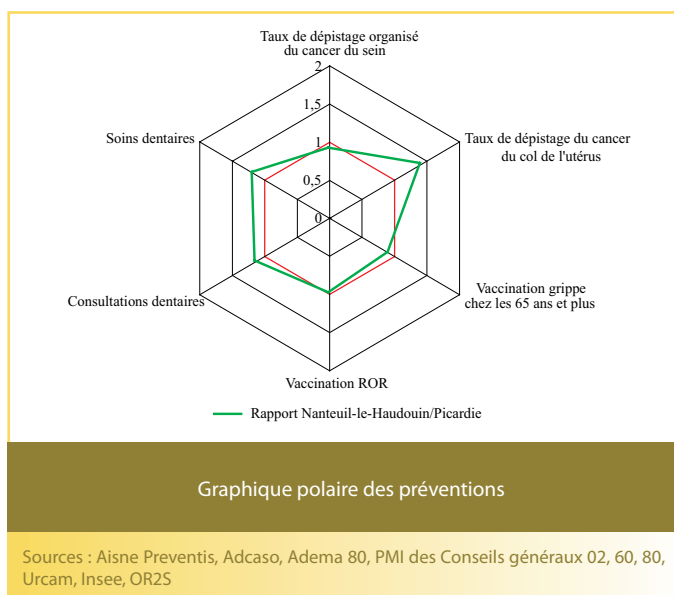 Taux de dépistage organisé
du cancer du sein
2
1,5
Soins dentaires
1
Taux de dépistage du cancer
du col de l'utérus
0,5
0
Vaccination grippe
chez les 65 ans et plus
Consultations dentaires
Vaccination ROR
Rapport Nanteuil-le-Haudouin/Picardie
Graphique polaire des préventions
Sources : Aisne Preventis, Adcaso, Adema 80, PMI des Conseils généraux 02, 60, 80,
Urcam, Insee, OR2S